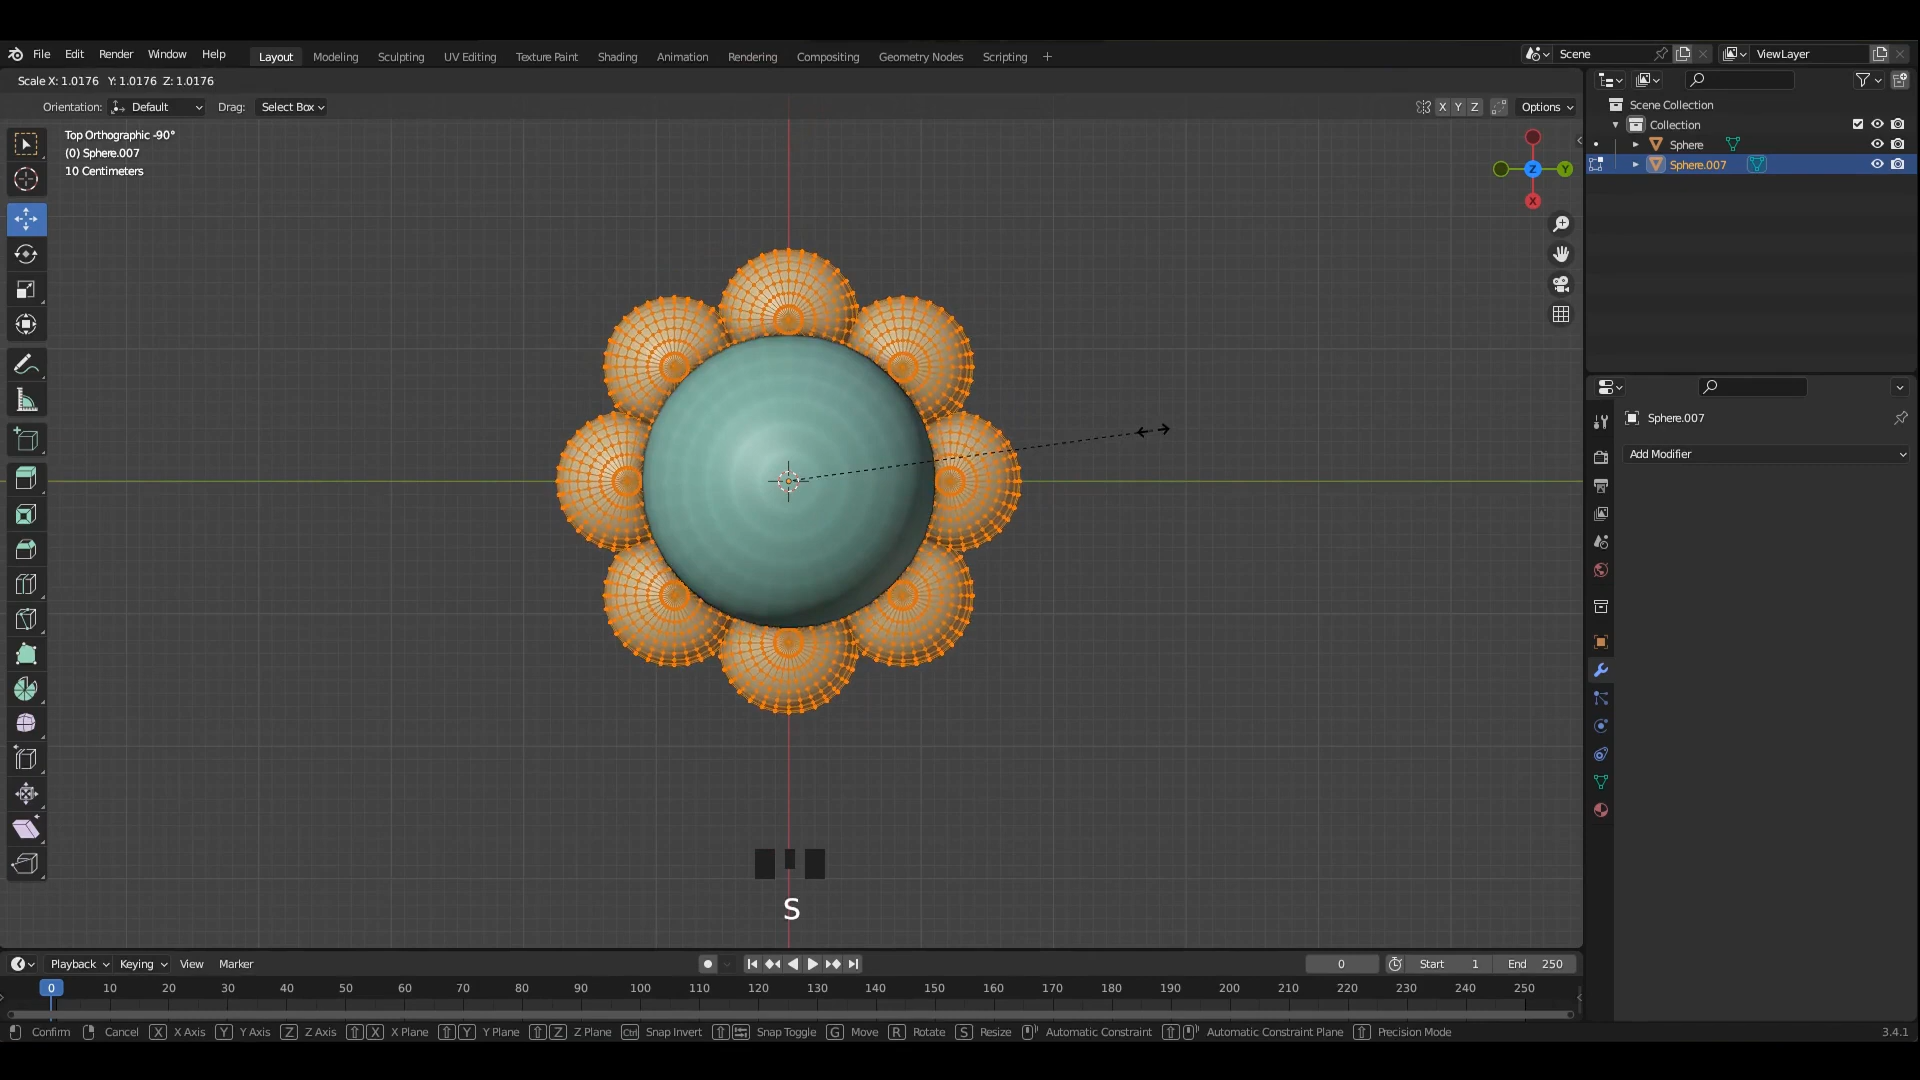 File Edit Render Window Help Layout Modeling Sculpting UV Editing Texture Paint Shading Animation Rendering Compositing Geometry Nodes Scripting + Scene ViewLayer
Scale X: 1.0176 Y: 1.0176 Z: 1.0176
Orientation: Default Drag: Select Box X Y Z Options
Scene Collection
Collection
Sphere
Sphere.007
Top Orthographic -90°
(0) Sphere.007
10 Centimeters
Z Y
X
Sphere.007
Add Modifier
S
Playback Keying View Marker 0 Start 1 End 250
0 10 20 30 40 50 60 70 80 90 100 110 120 130 140 150 160 170 180 190 200 210 220 230 240 250
Confirm Cancel X X Axis Y Y Axis Z Z Axis X X Plane Y Y Plane Z Z Plane Ctrl Snap Invert Snap Toggle G Move R Rotate S Resize Automatic Constraint Automatic Constraint Plane Precision Mode 3.4.1